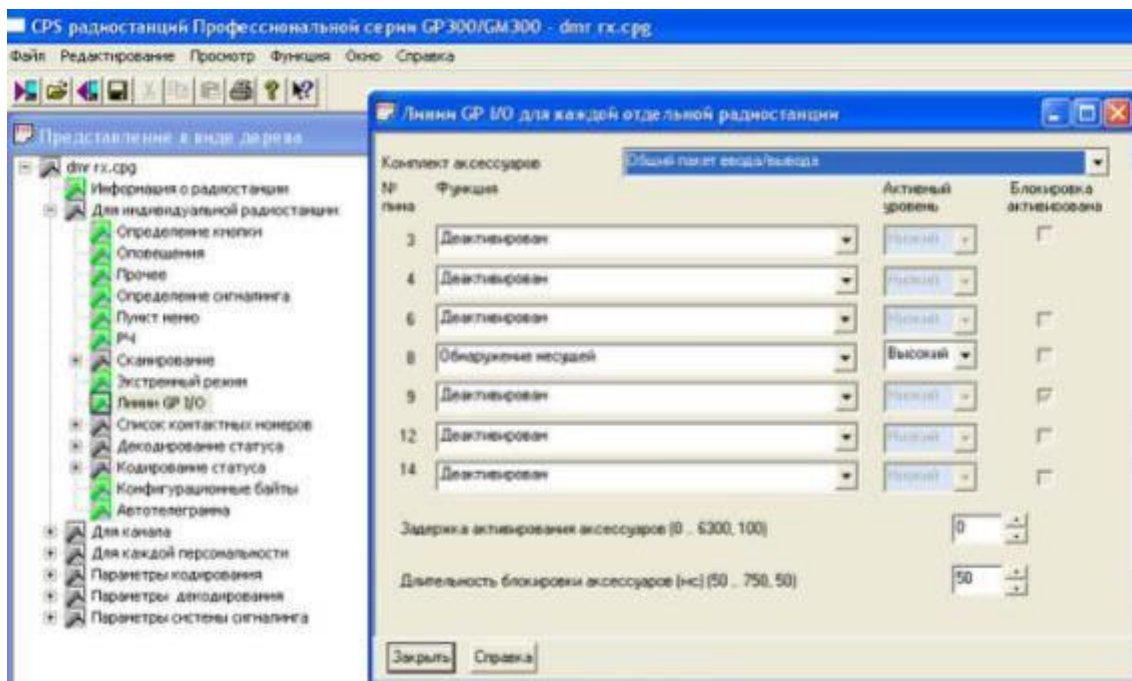 CPS радиостанций Профессиональной серии GP300/GM300 - dmr rx.cpg
Файл Редактирование Просмотр Функция Окно Справка
Представление в виде дерева
dmr rx.cpg
Информация о радиостанции
Для индивидуальной радиостанции
Определение кнопки
Оповещения
Прочее
Определение сигналинга
Пункт меню
РЧ
Сканирование
Экстренный режим
Линии GP I/O
Список контактных номеров
Декодирование статуса
Кодирование статуса
Конфигурационные байты
Автотелеграмма
Для канала
Для каждой персональности
Параметры кодирования
Параметры декодирования
Параметры системы сигналинга
Линии GP I/O для каждой отдельной радиостанции
Комплект аксессуаров Общий пакет ввода/вывода
№ пина Функция Активный уровень Блокировка активирована
3 Деактивирован Низкий
4 Деактивирован Низкий
6 Деактивирован Низкий
8 Обнаружение несущей Высокий
9 Деактивирован Низкий
12 Деактивирован Низкий
14 Деактивирован Низкий
Задержка активирования аксессуаров (0 .. 6300, 100) 0
Длительность блокировки аксессуаров (мс) (50 .. 750, 50) 50
Закрыть Справка